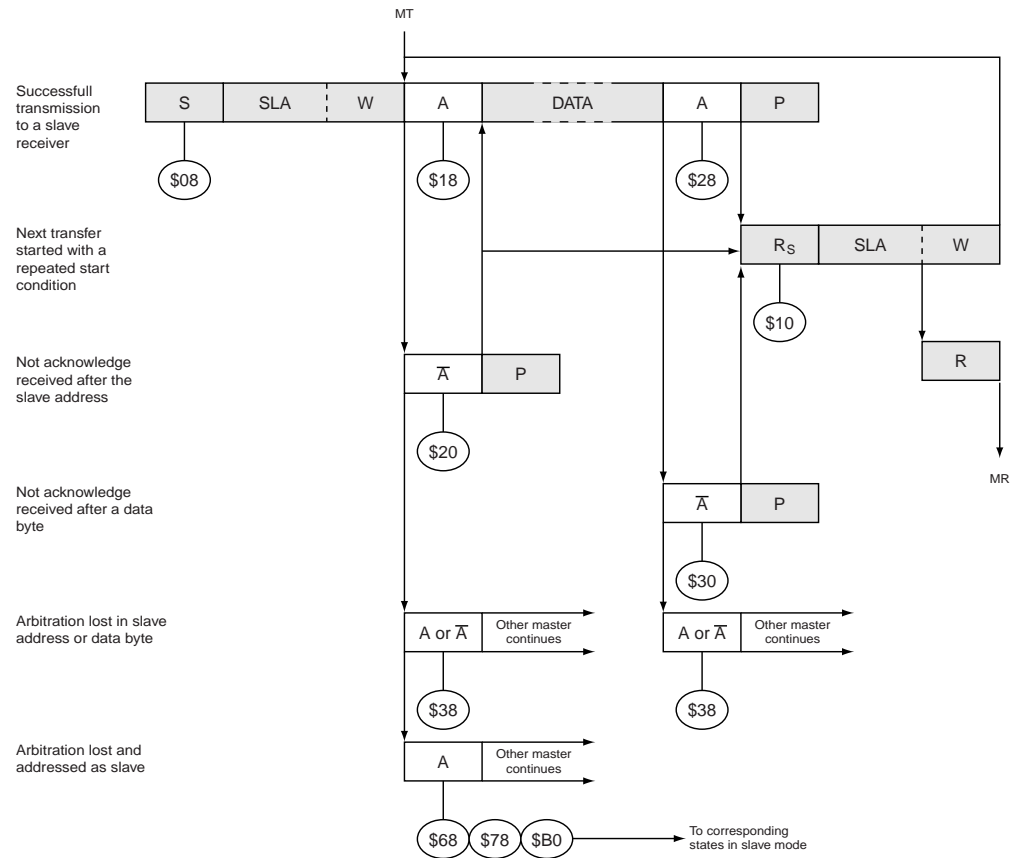 MT
Successfull
transmission
to a slave
receiver
S SLA W A DATA A P
$08 $18 $28
Next transfer
started with a
repeated start
condition
RS SLA W
$10
Not acknowledge
received after the
slave address
A̅ P
R
$20
MR
Not acknowledge
received after a data
byte
A̅ P
$30
Arbitration lost in slave
address or data byte
A or A̅ Other master
continues
A or A̅ Other master
continues
$38 $38
Arbitration lost and
addressed as slave
A Other master
continues
$68 $78 $B0
To corresponding
states in slave mode